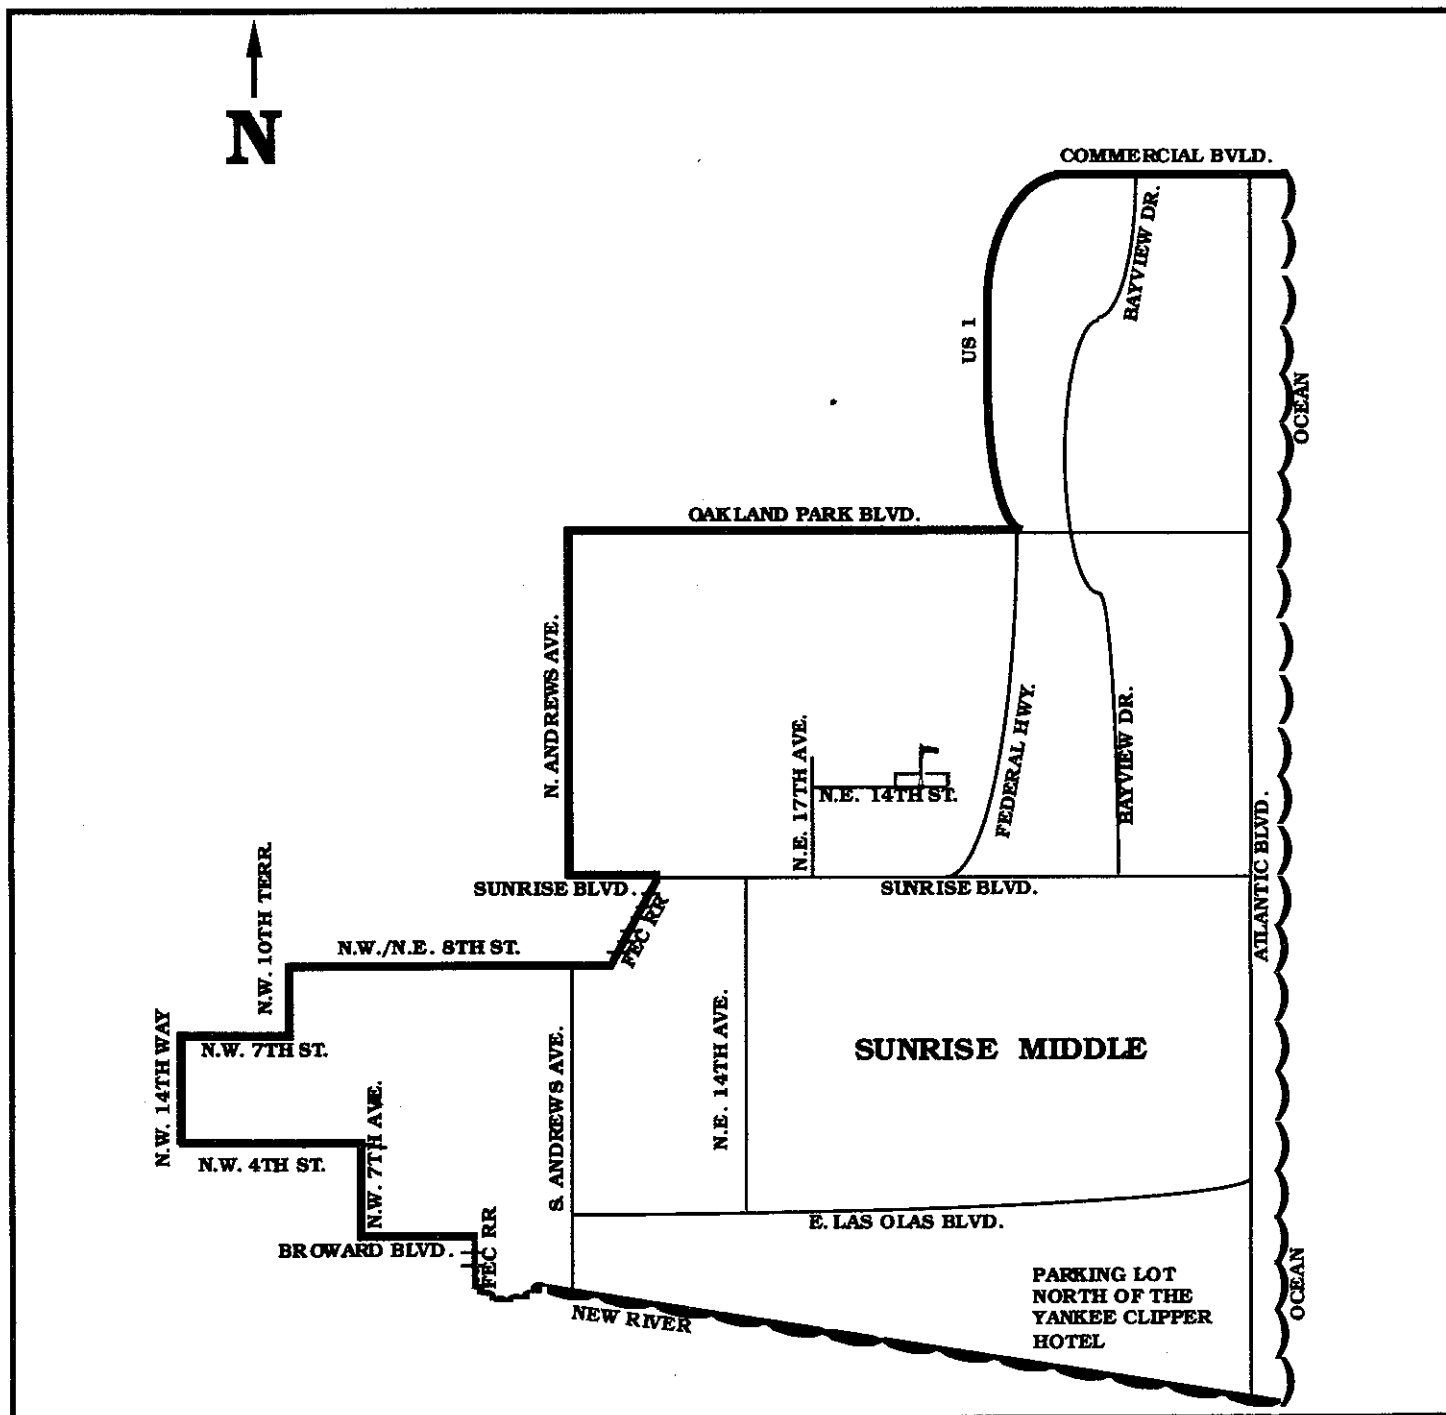 N
COMMERCIAL BVLD.
BAYVIEW DR.
US 1
OCEAN
OAKLAND PARK BLVD.
N. ANDREWS AVE.
N.E. 17TH AVE.
N.E. 14TH ST.
FEDERAL HWY.
BAYVIEW DR.
ATLANTIC BLVD.
SUNRISE BLVD.
SUNRISE BLVD.
FEC RR
N.W. 10TH TERR.
N.W./N.E. 8TH ST.
N.W. 14TH WAY
N.W. 7TH ST.
S. ANDREWS AVE.
N.E. 14TH AVE.
SUNRISE MIDDLE
N.W. 4TH ST.
N.W. 7TH AVE.
E. LAS OLAS BLVD.
BROWARD BLVD.
FEC RR
NEW RIVER
PARKING LOT
NORTH OF THE
YANKEE CLIPPER
HOTEL
OCEAN